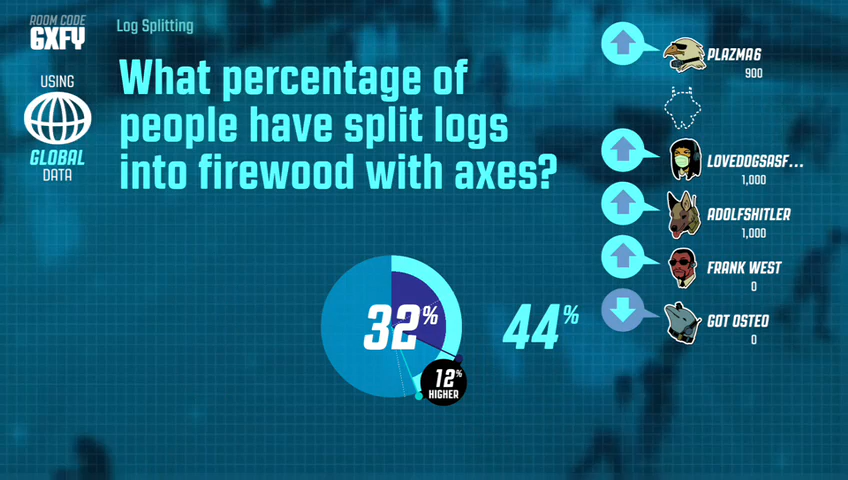 ROOM CODE
GXFY
USING
GLOBAL
DATA
Log Splitting
What percentage of
people have split logs
into firewood with axes?
32%
44%
12%
HIGHER
PLAZMA6
900
LOVEDOGSASF...
1,000
ADOLFSHITLER
1,000
FRANK WEST
0
GOT OSTEO
0